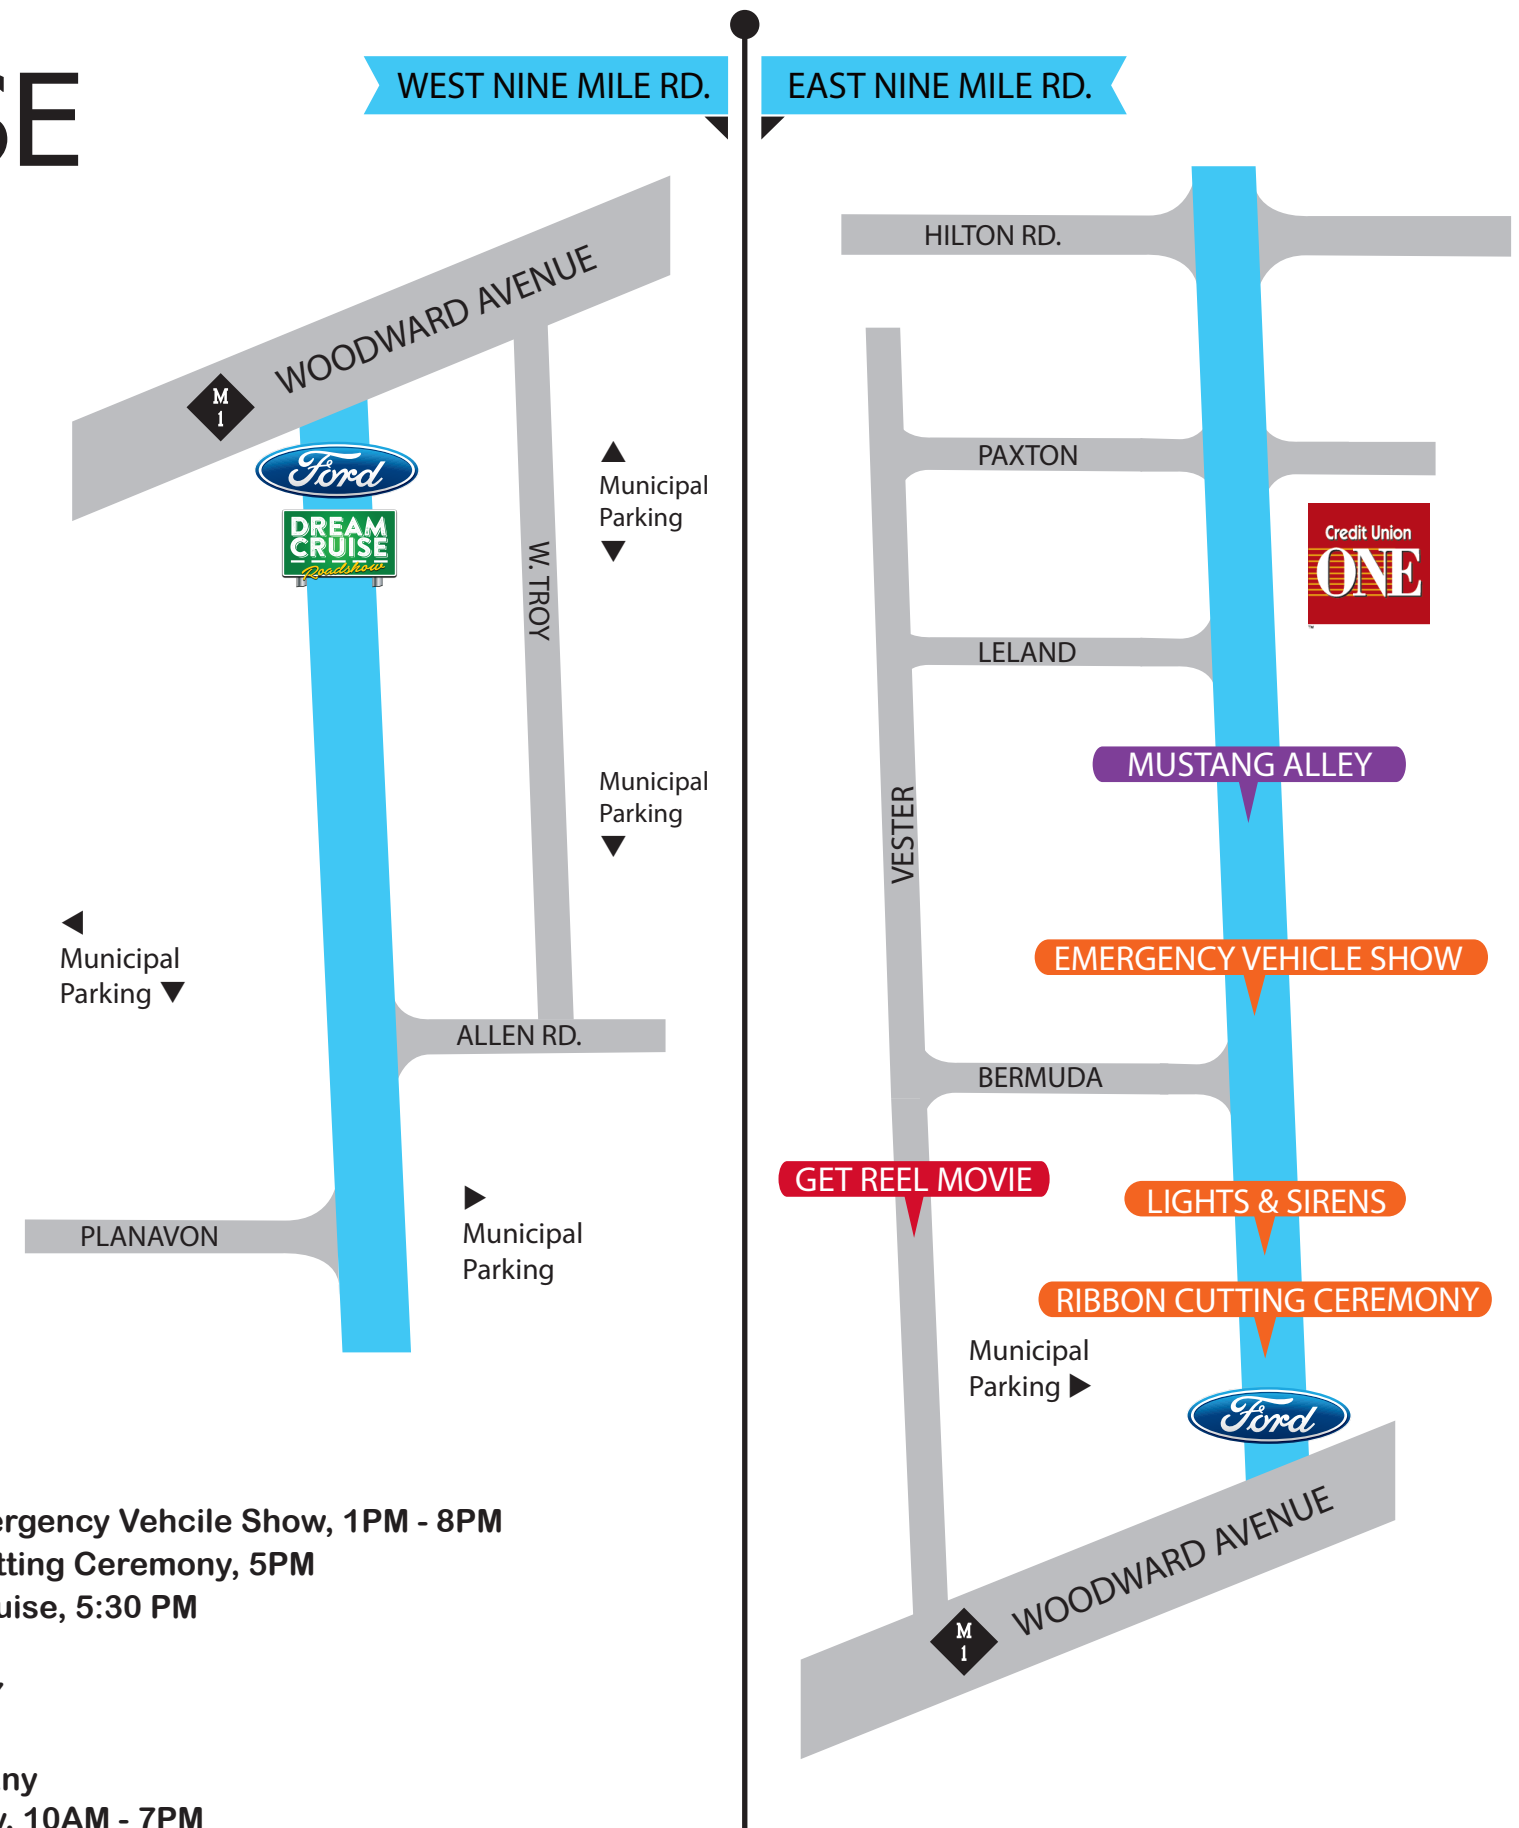 SE
WEST NINE MILE RD.
EAST NINE MILE RD.
WOODWARD AVENUE
M
1
Ford
DREAM
CRUISE
Roadshow
W. TROY
Municipal
Parking
Municipal
Parking
Municipal
Parking
ALLEN RD.
PLANAVON
Municipal
Parking
HILTON RD.
PAXTON
Credit Union
ONE
LELAND
MUSTANG ALLEY
VESTER
EMERGENCY VEHICLE SHOW
BERMUDA
GET REEL MOVIE
LIGHTS & SIRENS
RIBBON CUTTING CEREMONY
Municipal
Parking
Ford
WOODWARD AVENUE
M
1
ergency Vehcile Show, 1PM - 8PM
tting Ceremony, 5PM
uise, 5:30 PM
ny
y, 10AM - 7PM